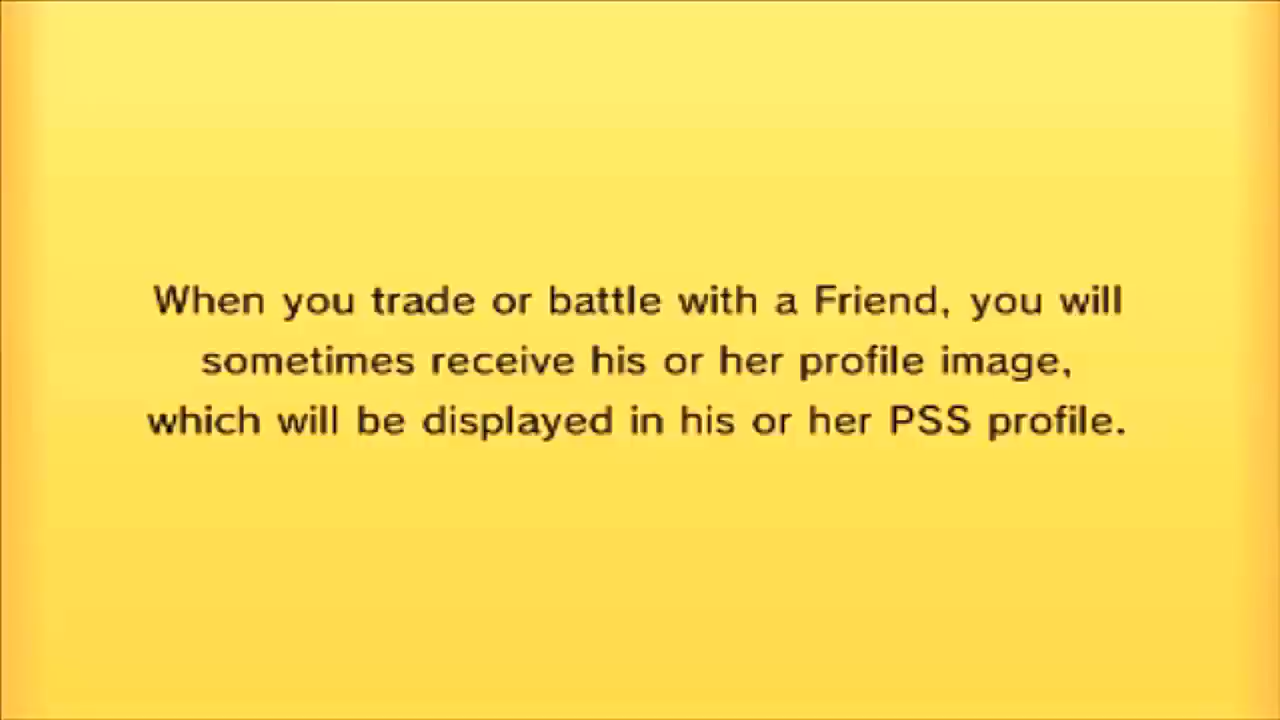 When you trade or battle with a Friend, you will
sometimes receive his or her profile image,
which will be displayed in his or her PSS profile.